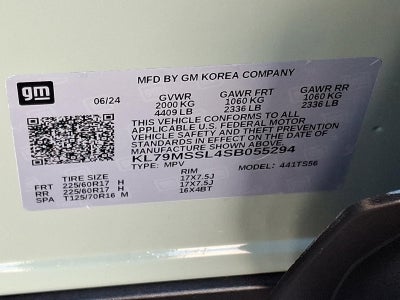 gm
MFD BY GM KOREA COMPANY
06/24 GVWR GAWR FRT GAWR RR
2000 KG 1060 KG 1060 KG
4409 LB 2336 LB 2336 LB
THIS VEHICLE CONFORMS TO ALL
APPLICABLE U.S. FEDERAL MOTOR
VEHICLE SAFETY AND THEFT PREVENTION
STANDARDS IN EFFECT ON THE DATE OF
MANUFACTURE SHOWN ABOVE.
KL79MSSL4SB055294
TYPE: MPV MODEL: 441TS56
TIRE SIZE RIM
FRT 225/60R17 H 17X7.5J
RR 225/60R17 H 17X7.5J
SPA T125/70R16 M 16X4BT